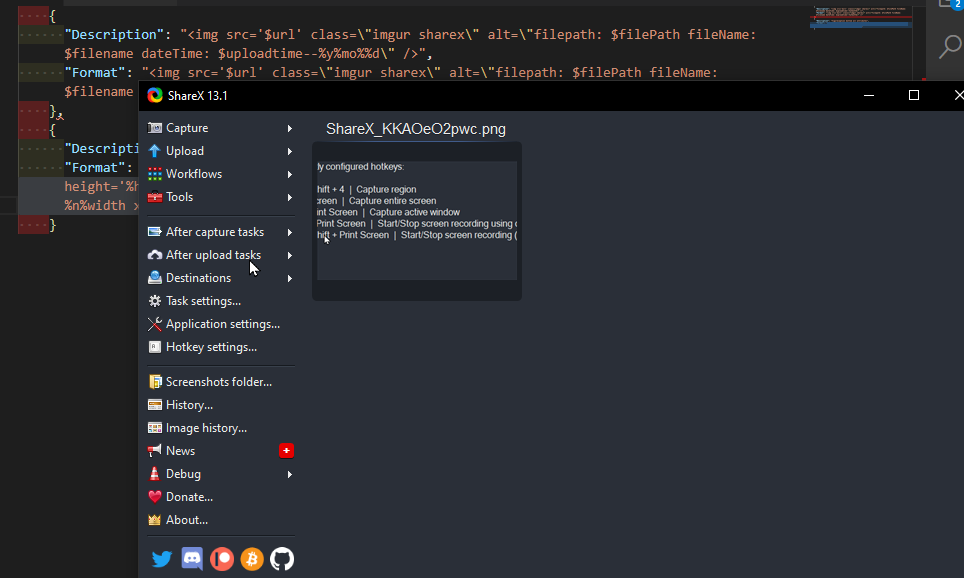 {
"Description": "<img src='$url' class=\"imgur sharex\" alt=\"filepath: $filePath fileName:
$filename dateTime: $uploadtime--%y%mo%%d\" />",
"Format": "<img src='$url' class=\"imgur sharex\" alt=\"filepath: $filePath fileName:
$filename
},
{
"Descripti
"Format":
height='%h
%n%width x
}
2
ShareX 13.1
Capture
Upload
Workflows
Tools
After capture tasks
After upload tasks
Destinations
Task settings...
Application settings...
Hotkey settings...
Screenshots folder...
History...
Image history...
News
+
Debug
Donate...
About...
ShareX_KKAOeO2pwc.png
ly configured hotkeys:
hift + 4 | Capture region
creen | Capture entire screen
int Screen | Capture active window
Print Screen | Start/Stop screen recording using
hift + Print Screen | Start/Stop screen recording (